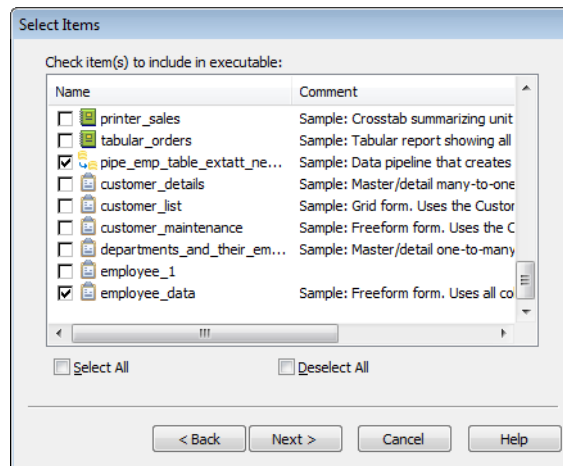 Select Items
Check item(s) to include in executable:
Name Comment
printer_sales Sample: Crosstab summarizing unit
tabular_orders Sample: Tabular report showing all
pipe_emp_table_extatt_ne... Sample: Data pipeline that creates
customer_details Sample: Master/detail many-to-one
customer_list Sample: Grid form. Uses the Custor
customer_maintenance Sample: Freeform form. Uses the C
departments_and_their_em... Sample: Master/detail one-to-many
employee_1
employee_data Sample: Freeform form. Uses all co
Select All Deselect All
< Back Next > Cancel Help